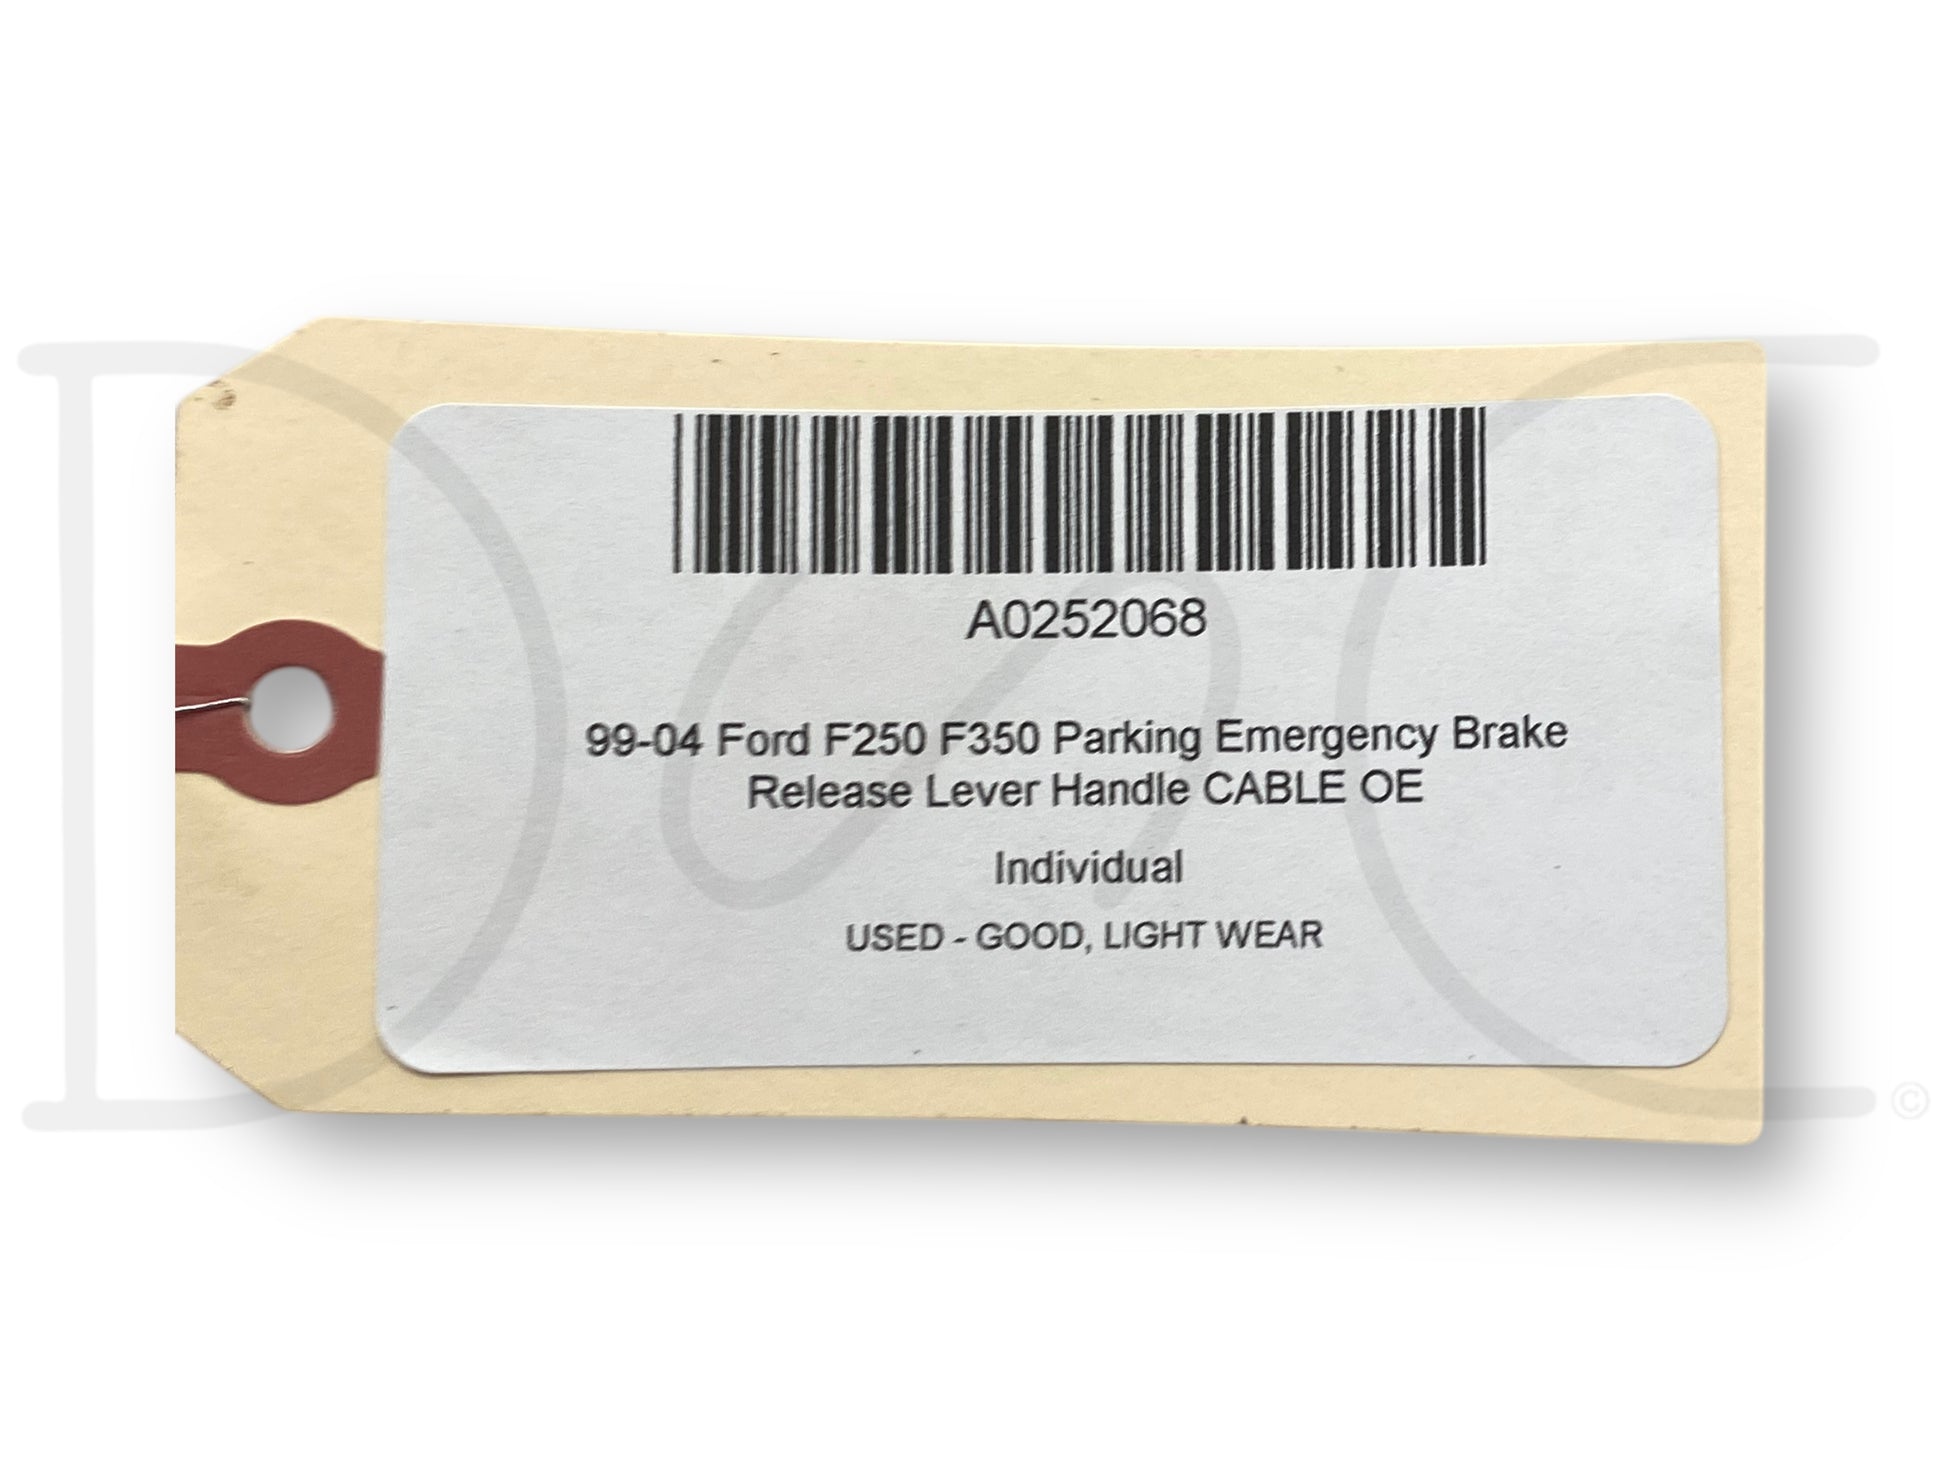 A0252068
99-04 Ford F250 F350 Parking Emergency Brake
Release Lever Handle CABLE OE
Individual
USED - GOOD, LIGHT WEAR
©